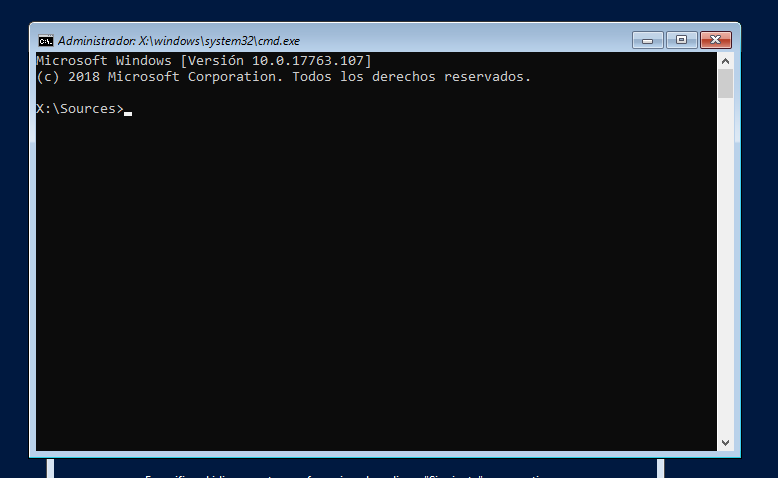 Administrador: X:\windows\system32\cmd.exe
Microsoft Windows [Versión 10.0.17763.107]
(c) 2018 Microsoft Corporation. Todos los derechos reservados.
X:\Sources>